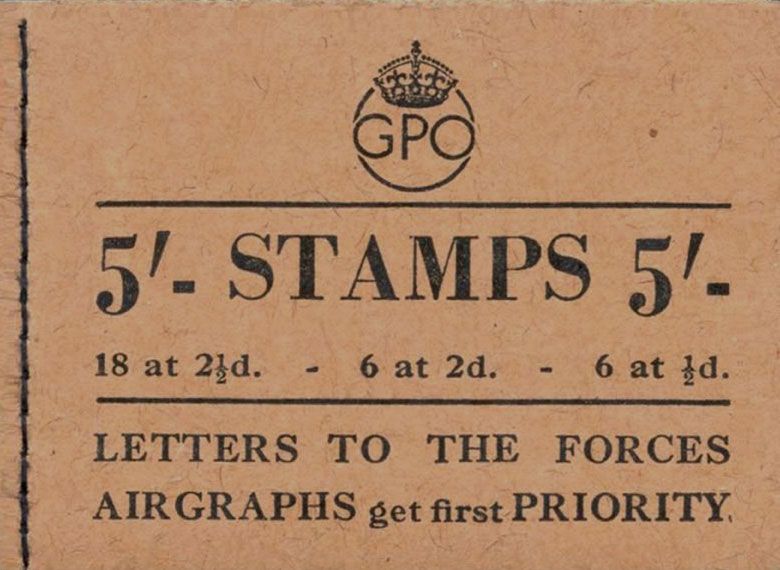 GPO
5/- STAMPS 5/-
18 at 2½d. - 6 at 2d. - 6 at ½d.
LETTERS TO THE FORCES
AIRGRAPHS get first PRIORITY.